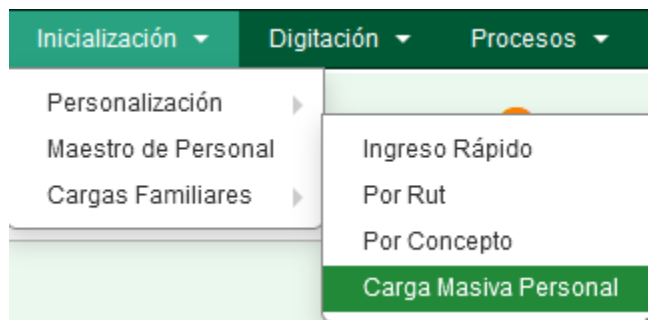 Inicialización Digitación Procesos
Personalización
Maestro de Personal
Cargas Familiares
Ingreso Rápido
Por Rut
Por Concepto
Carga Masiva Personal